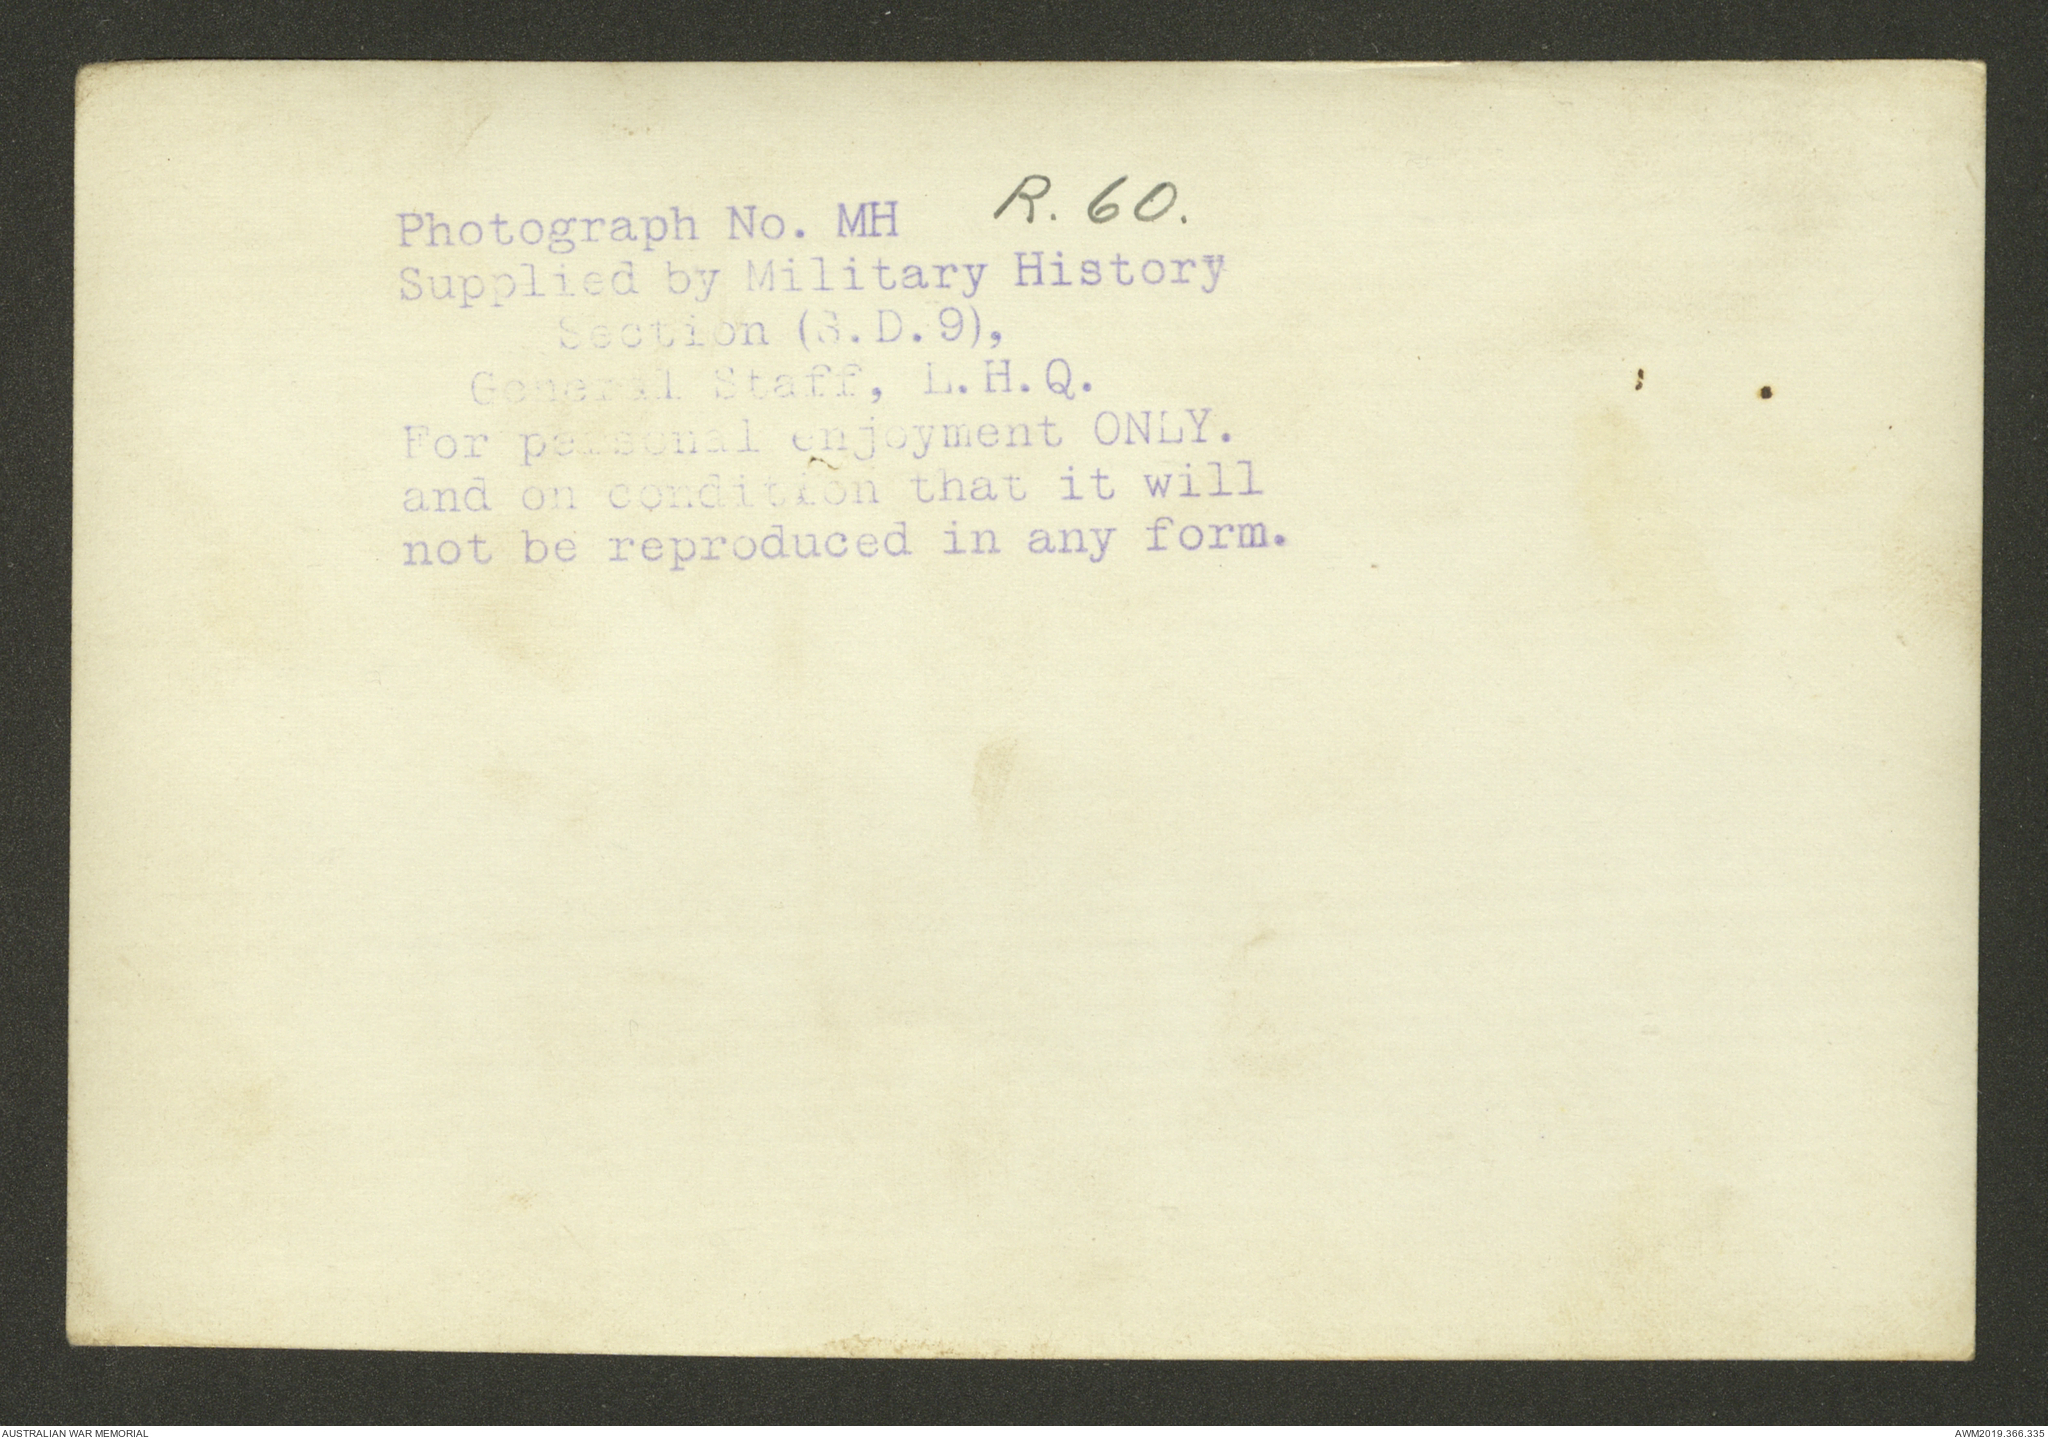 Photograph No. MH R. 60.
Supplied by Military History
Section (S.D.9),
General Staff, L.H.Q.
For personal enjoyment ONLY.
and on condition that it will
not be reproduced in any form.
AUSTRALIAN WAR MEMORIAL AWM2019.366.335